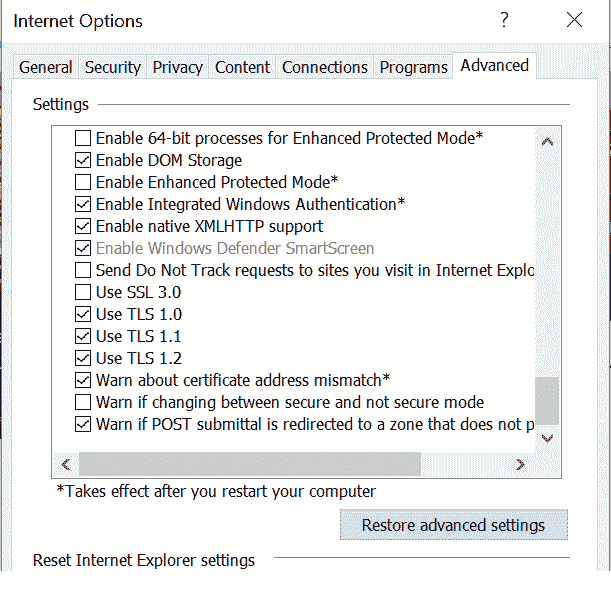 Internet Options
General Security Privacy Content Connections Programs Advanced
Settings
Enable 64-bit processes for Enhanced Protected Mode*
Enable DOM Storage
Enable Enhanced Protected Mode*
Enable Integrated Windows Authentication*
Enable native XMLHTTP support
Enable Windows Defender SmartScreen
Send Do Not Track requests to sites you visit in Internet Explo
Use SSL 3.0
Use TLS 1.0
Use TLS 1.1
Use TLS 1.2
Warn about certificate address mismatch*
Warn if changing between secure and not secure mode
Warn if POST submittal is redirected to a zone that does not p
*Takes effect after you restart your computer
Restore advanced settings
Reset Internet Explorer settings